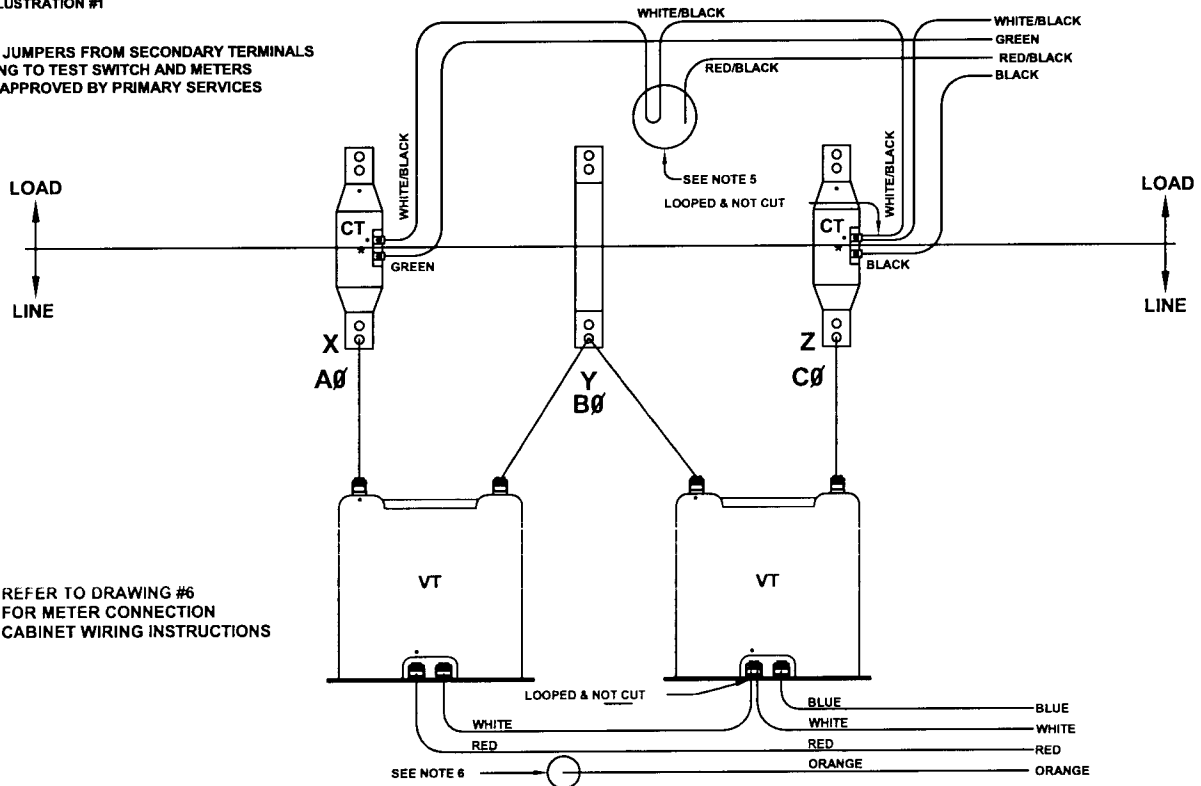 LUSTRATION #1
JUMPERS FROM SECONDARY TERMINALS
NG TO TEST SWITCH AND METERS
APPROVED BY PRIMARY SERVICES
WHITE/BLACK
WHITE/BLACK
GREEN
RED/BLACK
RED/BLACK
BLACK
WHITE/BLACK
WHITE/BLACK
SEE NOTE 5
LOOPED & NOT CUT
LOAD
LINE
LOAD
LINE
CT
*
GREEN
CT
*
BLACK
X
AØ
Y
BØ
Z
CØ
VT
VT
REFER TO DRAWING #6
FOR METER CONNECTION
CABINET WIRING INSTRUCTIONS
LOOPED & NOT CUT
BLUE
BLUE
WHITE
WHITE
WHITE
RED
RED
RED
SEE NOTE 6
ORANGE
ORANGE